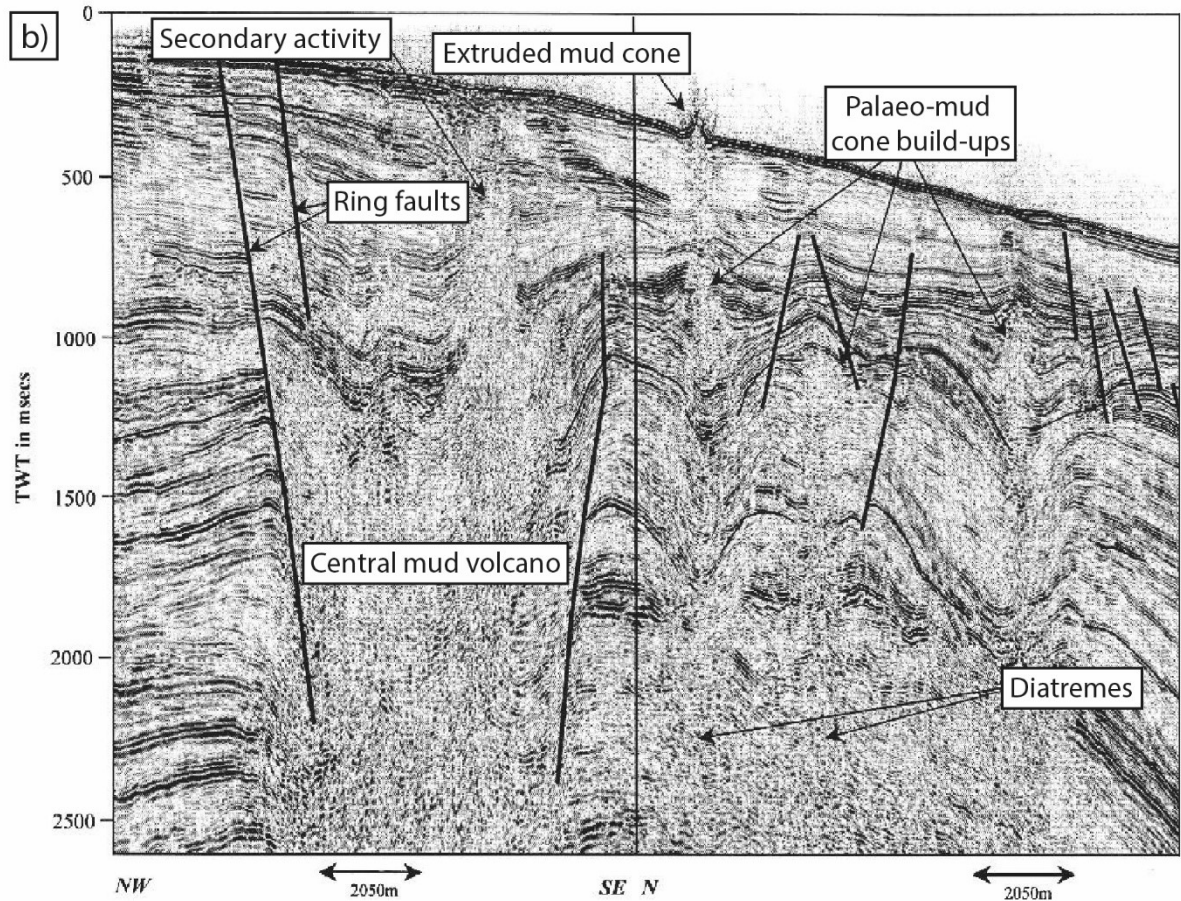 b)
0
Secondary activity
Extruded mud cone
Palaeo-mud
cone build-ups
500
Ring faults
1000
TWT in msecs
1500
Central mud volcano
2000
Diatremes
2500
NW
2050m
SE N
2050m